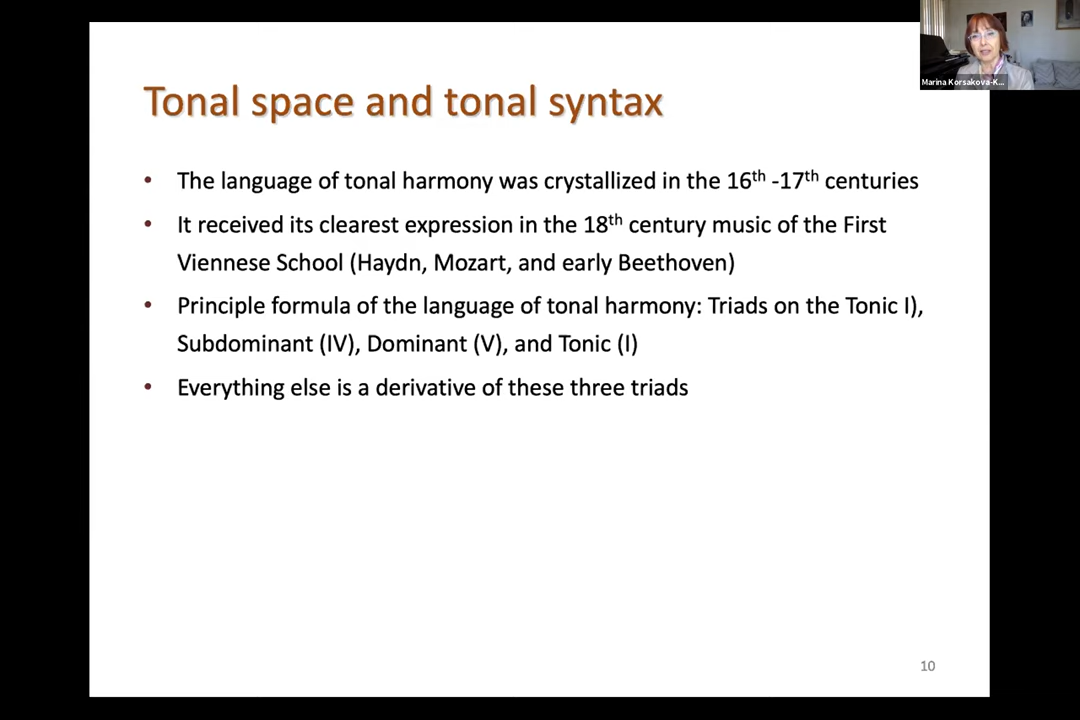 Marina Korsakova-K...
Tonal space and tonal syntax
• The language of tonal harmony was crystallized in the 16th -17th centuries
• It received its clearest expression in the 18th century music of the First
Viennese School (Haydn, Mozart, and early Beethoven)
• Principle formula of the language of tonal harmony: Triads on the Tonic I),
Subdominant (IV), Dominant (V), and Tonic (I)
• Everything else is a derivative of these three triads
10